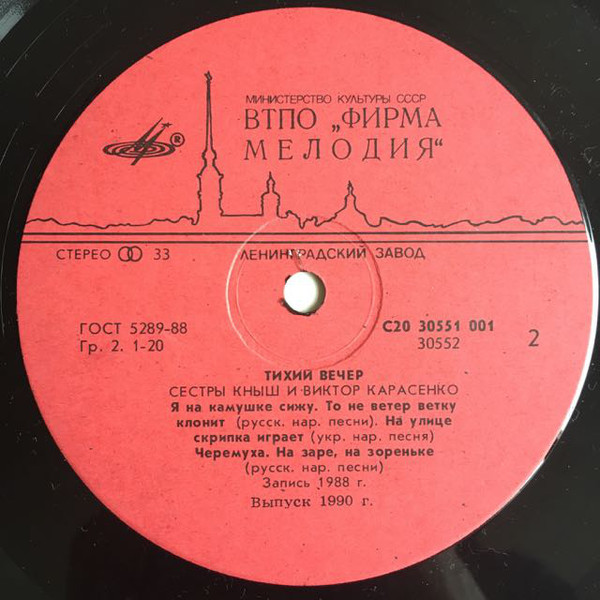 МИНИСТЕРСТВО КУЛЬТУРЫ СССР
ВТПО „ФИРМА
МЕЛОДИЯ“
®
СТЕРЕО 33
ЛЕНИНГРАДСКИЙ ЗАВОД
ГОСТ 5289-88
Гр. 2. 1-20
С20 30551 001
30552
2
ТИХИЙ ВЕЧЕР
СЕСТРЫ КНЫШ И ВИКТОР КАРАСЕНКО
Я на камушке сижу. То не ветер ветку
клонит (русск. нар. песни). На улице
скрипка играет (укр. нар. песня)
Черемуха. На заре, на зореньке
(русск. нар. песни)
Запись 1988 г.
Выпуск 1990 г.